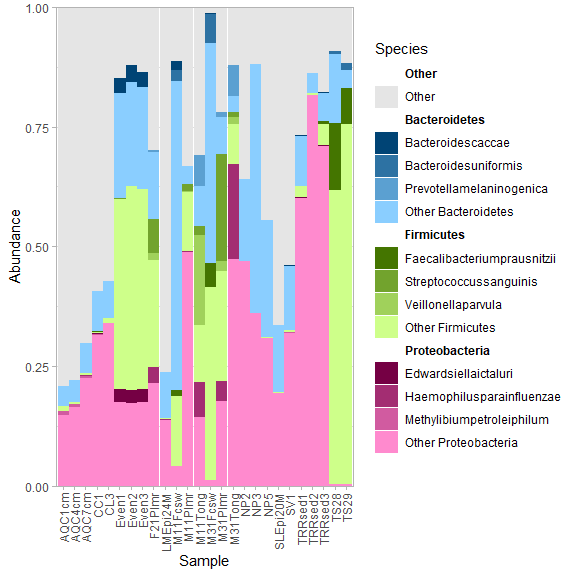 1.00
0.75
0.50
0.25
0.00
Abundance
AQC1cm
AQC4cm
AQC7cm
CC1
CL3
Even1
Even2
Even3
F21Plmr
LMEpi24M
M11Fcsw
M11Plmr
M11Tong
M31Fcsw
M31Plmr
M31Tong
NP2
NP3
NP5
SLEpi20M
SV1
TRRsed1
TRRsed2
TRRsed3
TS28
TS29
Sample
Species
Other
Other
Bacteroidetes
Bacteroidescaccae
Bacteroidesuniformis
Prevotellamelaninogenica
Other Bacteroidetes
Firmicutes
Faecalibacteriumprausnitzii
Streptococcussanguinis
Veillonellaparvula
Other Firmicutes
Proteobacteria
Edwardsiellaictaluri
Haemophilusparainfluenzae
Methylibiumpetroleiphilum
Other Proteobacteria